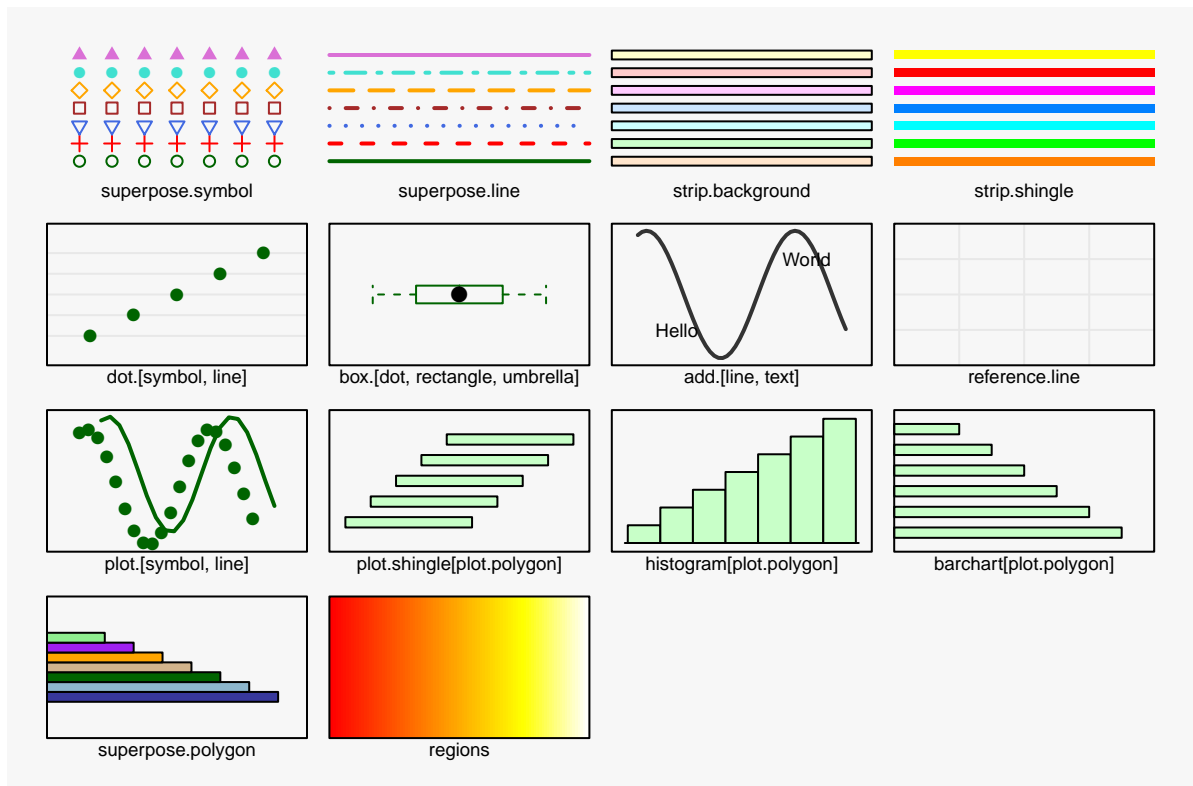 superpose.symbol
superpose.line
strip.background
strip.shingle
World
Hello
dot.[symbol, line]
box.[dot, rectangle, umbrella]
add.[line, text]
reference.line
plot.[symbol, line]
plot.shingle[plot.polygon]
histogram[plot.polygon]
barchart[plot.polygon]
superpose.polygon
regions